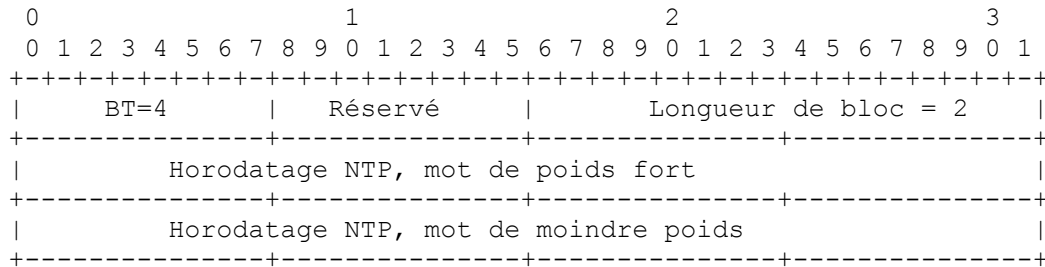 0                   1                   2                   3
 0 1 2 3 4 5 6 7 8 9 0 1 2 3 4 5 6 7 8 9 0 1 2 3 4 5 6 7 8 9 0 1
+-+-+-+-+-+-+-+-+-+-+-+-+-+-+-+-+-+-+-+-+-+-+-+-+-+-+-+-+-+-+-+-+
|     BT=4      |   Réservé     |       Longueur de bloc = 2    |
+---------------+---------------+---------------+---------------+
|         Horodatage NTP, mot de poids fort                     |
+---------------+---------------+---------------+---------------+
|         Horodatage NTP, mot de moindre poids                  |
+---------------+---------------+---------------+---------------+